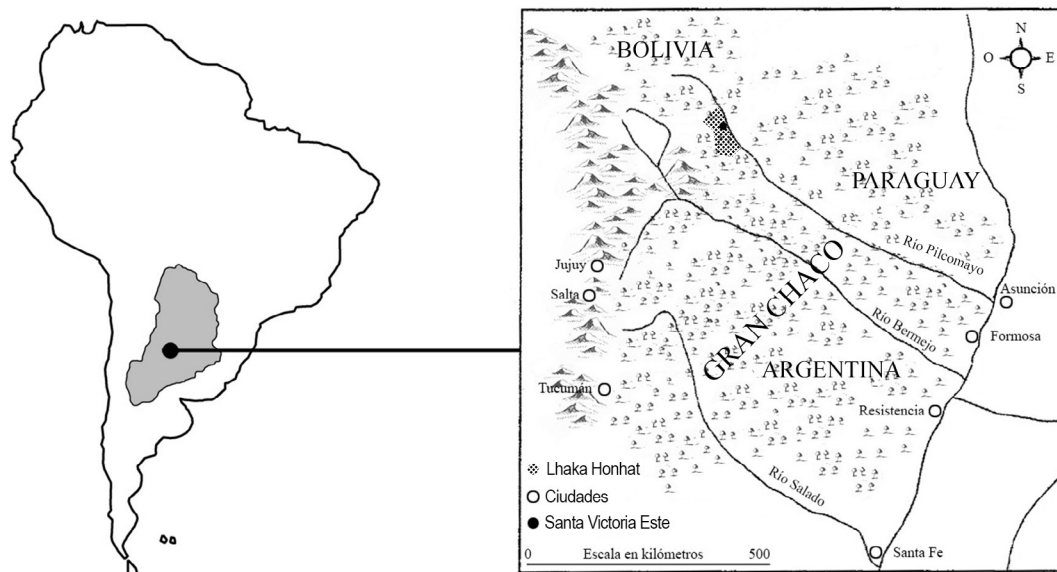 BOLIVIA
N
O
E
S
PARAGUAY
Río Pilcomayo
Jujuy
Salta
GRAN CHACO
Asunción
Río Bermejo
Formosa
ARGENTINA
Tucumán
Resistencia
Lhaka Honhat
Ciudades
Santa Victoria Este
Río Salado
0 Escala en kilómetros 500
Santa Fe